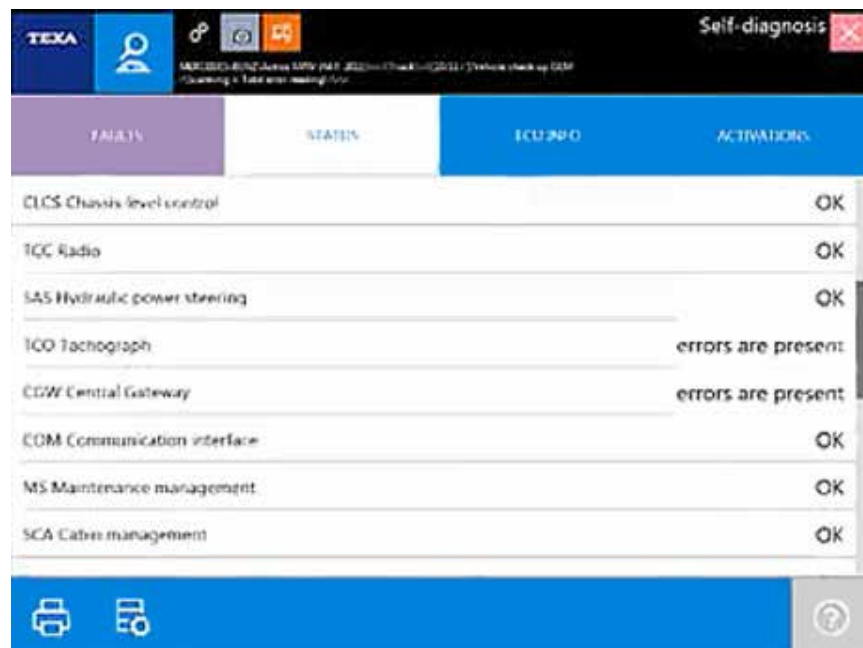 TEXA
Self-diagnosis
FAULTS
STATUS
ECU INFO
ACTIVATIONS
CLCS Chassis level control
OK
TCC Radio
OK
SAS Hydraulic power steering
OK
TCO Tachograph
errors are present
CGW Central Gateway
errors are present
COM Communication interface
OK
MS Maintenance management
OK
SCA Cabin management
OK